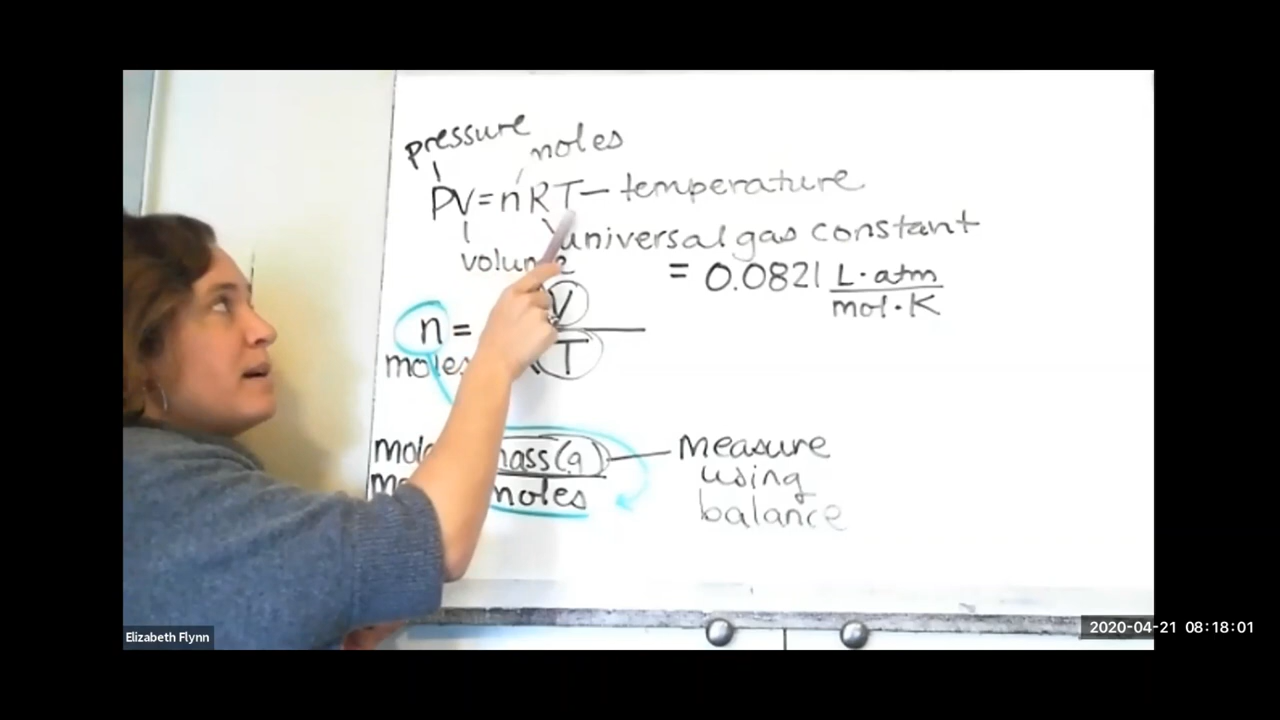 pressure
moles
PV = nRT — temperature
universal gas constant
volume
= 0.0821 L·atm
mol·K
n =
V
moles
T
mass(g)
measure
moles
using
balance
Elizabeth Flynn
2020-04-21 08:18:01